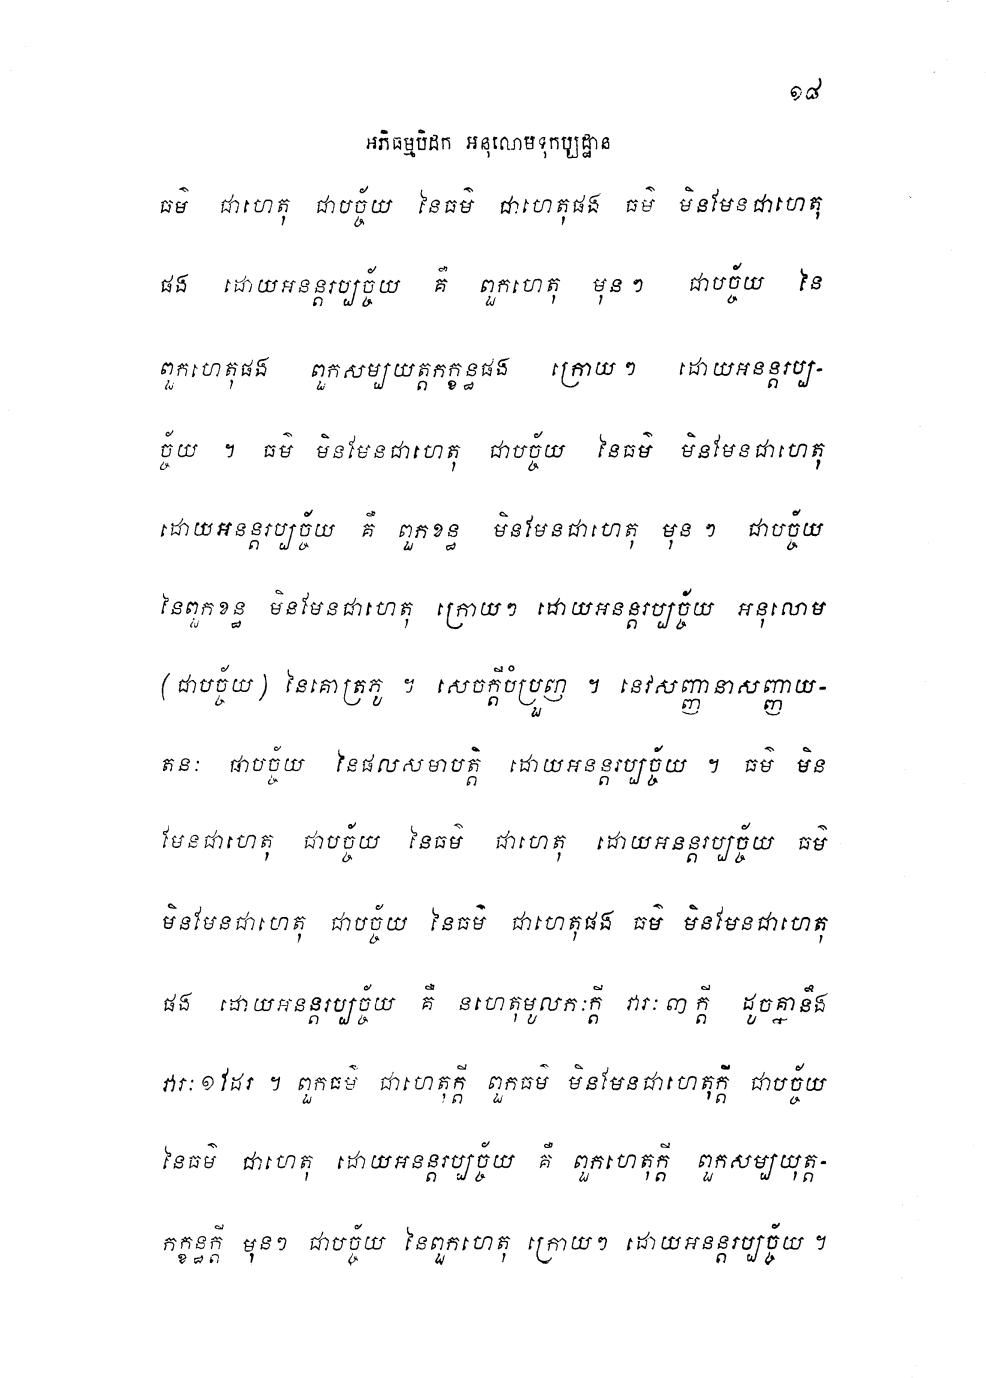 ១៨
អភិធម្មបិដក អនុលោមទុកប្បដ្ឋាន
ធម៌ ជាហេតុ ជាបច្ច័យ នៃធម៌ ជាហេតុផង ធម៌ មិនមែនជាហេតុ
ផង ដោយអនន្តរប្បច្ច័យ គឺ ពួកហេតុ មុនៗ ជាបច្ច័យ នៃ
ពួកហេតុផង ពួកសម្បយត្តកក្ខន្ធផង ក្រោយៗ ដោយអនន្តរប្ប-
ច្ច័យ ។ ធម៌ មិនមែនជាហេតុ ជាបច្ច័យ នៃធម៌ មិនមែនជាហេតុ
ដោយអនន្តរប្បច្ច័យ គឺ ពួកខន្ធ មិនមែនជាហេតុ មុនៗ ជាបច្ច័យ
នៃពួកខន្ធ មិនមែនជាហេតុ ក្រោយៗ ដោយអនន្តរប្បច្ច័យ អនុលោម
(ជាបច្ច័យ) នៃគោត្រភូ ។ សេចក្តីបំប្រួញ ។ នេវសញ្ញានាសញ្ញាយ-
តនៈ ជាបច្ច័យ នៃផលសមាបត្តិ ដោយអនន្តរប្បច្ច័យ ។ ធម៌ មិន
មែនជាហេតុ ជាបច្ច័យ នៃធម៌ ជាហេតុ ដោយអនន្តរប្បច្ច័យ ធម៌
មិនមែនជាហេតុ ជាបច្ច័យ នៃធម៌ ជាហេតុផង ធម៌ មិនមែនជាហេតុ
ផង ដោយអនន្តរប្បច្ច័យ គឺ នហេតុមូលកៈក្តី វារៈ ៣ ក្តី ដូចគ្នានឹង
វារៈ ១ ដែរ ។ ពួកធម៌ ជាហេតុក្តី ពួកធម៌ មិនមែនជាហេតុក្តី ជាបច្ច័យ
នៃធម៌ ជាហេតុ ដោយអនន្តរប្បច្ច័យ គឺ ពួកហេតុក្តី ពួកសម្បយុត្ត-
កក្ខន្ធក្តី មុនៗ ជាបច្ច័យ នៃពួកហេតុ ក្រោយៗ ដោយអនន្តរប្បច្ច័យ ។